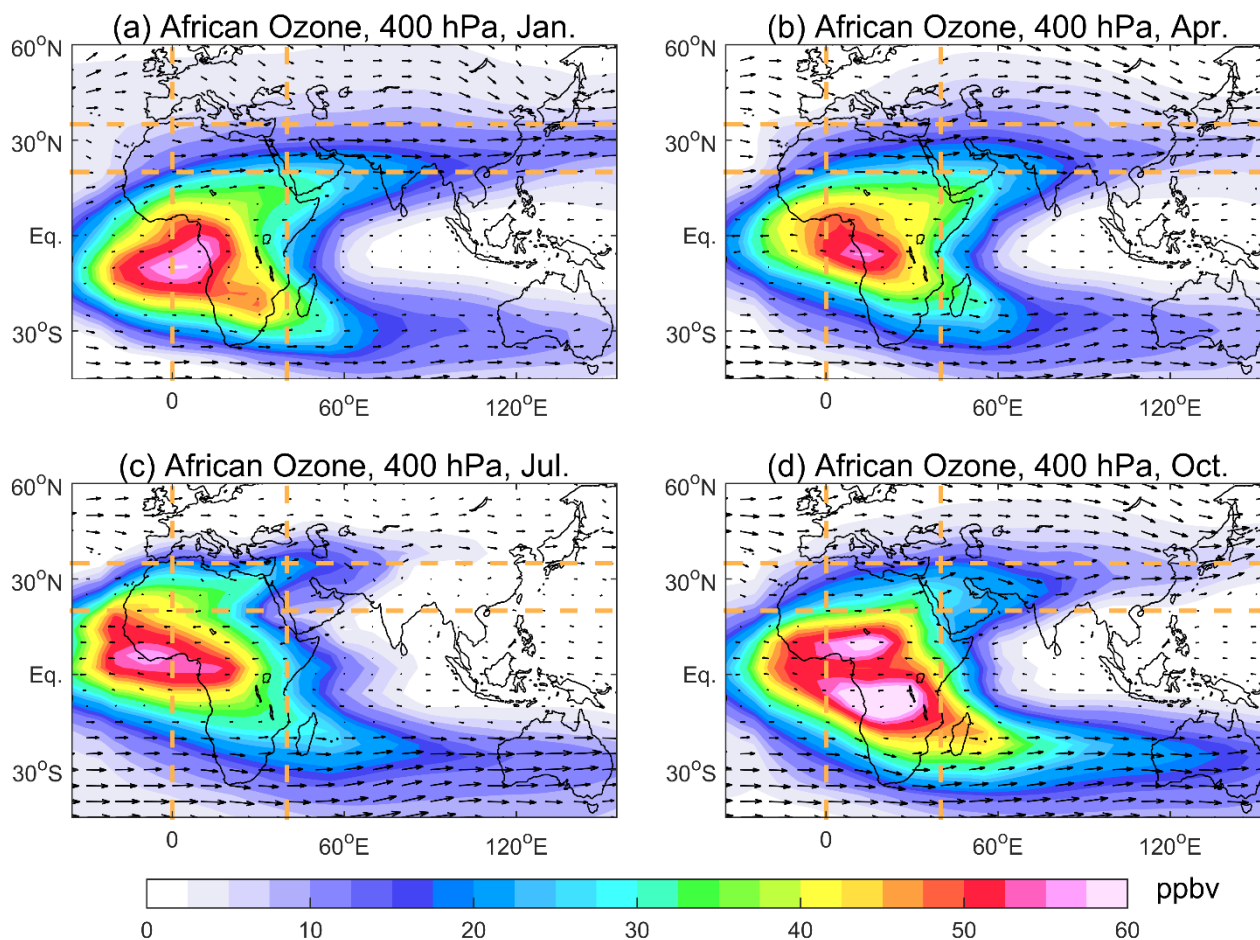 (a) African Ozone, 400 hPa, Jan.
60°N
30°N
Eq.
30°S
0
60°E
120°E
(b) African Ozone, 400 hPa, Apr.
60°N
30°N
Eq.
30°S
0
60°E
120°E
(c) African Ozone, 400 hPa, Jul.
60°N
30°N
Eq.
30°S
0
60°E
120°E
(d) African Ozone, 400 hPa, Oct.
60°N
30°N
Eq.
30°S
0
60°E
120°E
ppbv
0 10 20 30 40 50 60